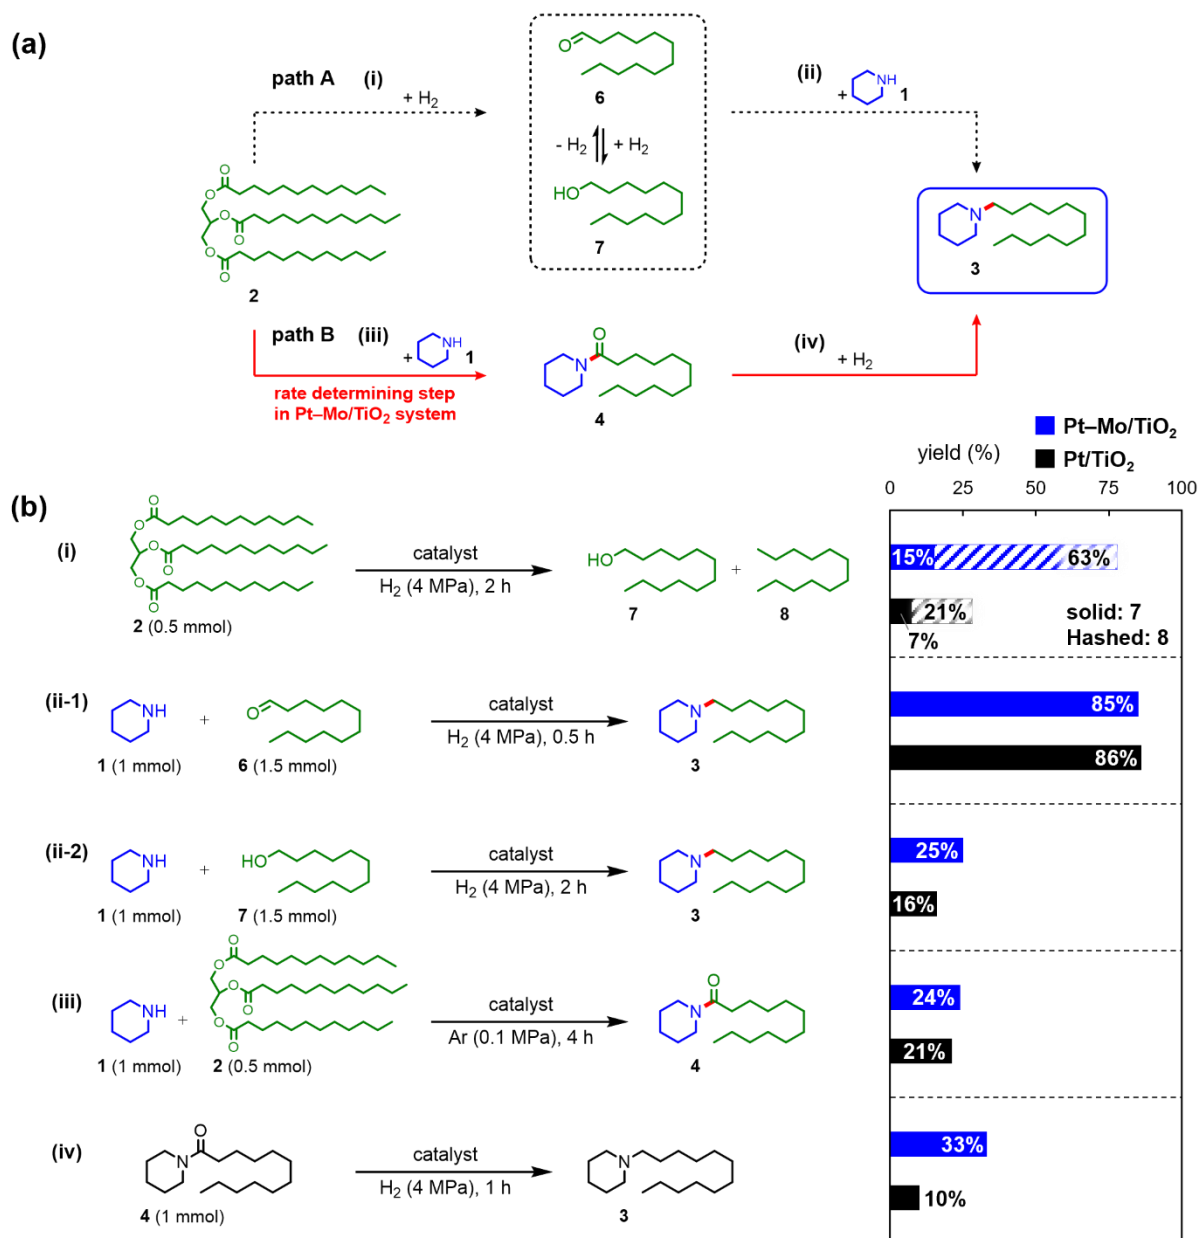 (a)
path A (i)
+ H2
O
6
- H2 + H2
HO
7
(ii)
+ NH 1
N
3
O
O
O
O
O
O
2
path B (iii)
+ NH 1
rate determining step
in Pt–Mo/TiO2 system
O
N
4
(iv)
+ H2
Pt–Mo/TiO2
Pt/TiO2
yield (%)
0 25 50 75 100
(b)
(i)
O
O
O
O
O
O
2 (0.5 mmol)
catalyst
H2 (4 MPa), 2 h
HO
7
+
8
15% 63%
21%
7%
solid: 7
Hashed: 8
(ii-1)
NH
1 (1 mmol)
+
O
6 (1.5 mmol)
catalyst
H2 (4 MPa), 0.5 h
N
3
85%
86%
(ii-2)
NH
1 (1 mmol)
+
HO
7 (1.5 mmol)
catalyst
H2 (4 MPa), 2 h
N
3
25%
16%
(iii)
NH
1 (1 mmol)
+
O
O
O
O
O
O
2 (0.5 mmol)
catalyst
Ar (0.1 MPa), 4 h
O
N
4
24%
21%
(iv)
O
N
4 (1 mmol)
catalyst
H2 (4 MPa), 1 h
N
3
33%
10%